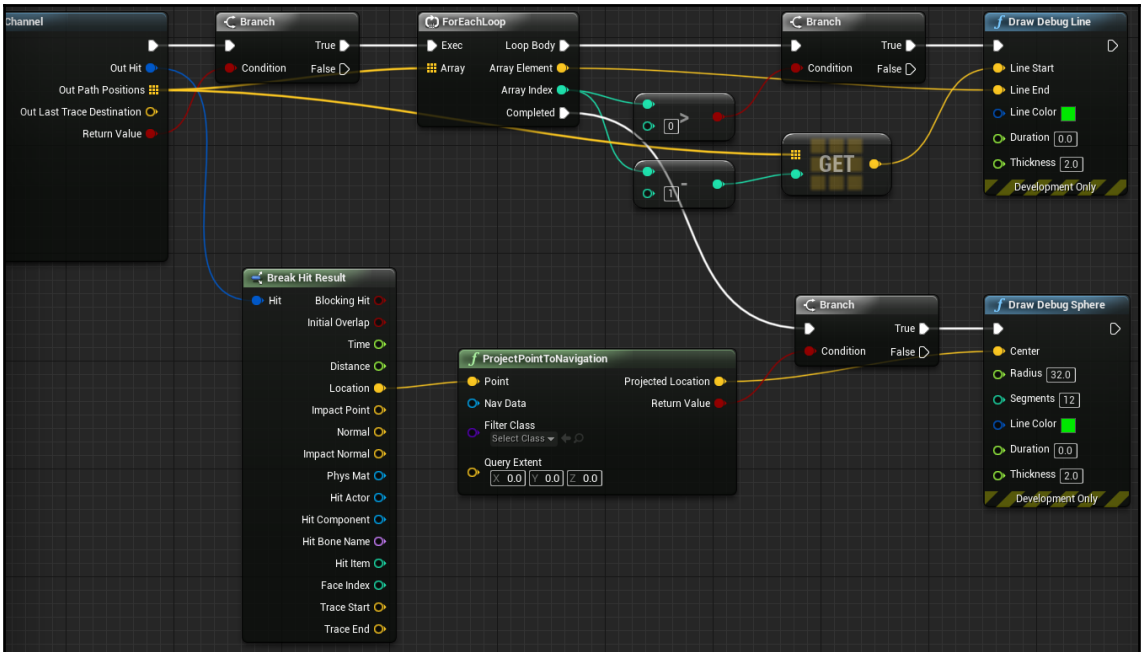 Channel
Out Hit
Out Path Positions
Out Last Trace Destination
Return Value
Branch
True
Condition
False
ForEachLoop
Exec
Loop Body
Array
Array Element
Array Index
Completed
>
0
-
1
GET
Branch
True
Condition
False
Draw Debug Line
Line Start
Line End
Line Color
Duration 0.0
Thickness 2.0
Development Only
Break Hit Result
Hit
Blocking Hit
Initial Overlap
Time
Distance
Location
Impact Point
Normal
Impact Normal
Phys Mat
Hit Actor
Hit Component
Hit Bone Name
Hit Item
Face Index
Trace Start
Trace End
ProjectPointToNavigation
Point
Projected Location
Nav Data
Return Value
Filter Class
Select Class
Query Extent
X 0.0 Y 0.0 Z 0.0
Branch
True
Condition
False
Draw Debug Sphere
Center
Radius 32.0
Segments 12
Line Color
Duration 0.0
Thickness 2.0
Development Only